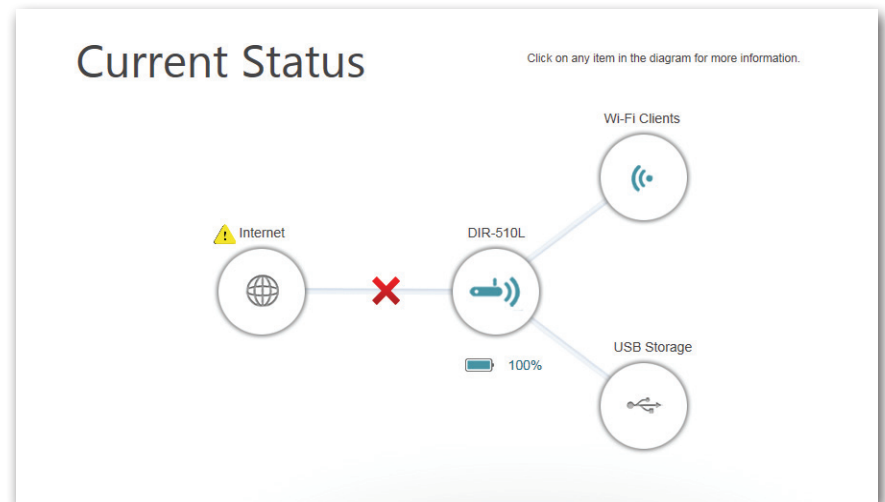 Current Status
Click on any item in the diagram for more information.
Wi-Fi Clients
Internet
DIR-510L
USB Storage
100%